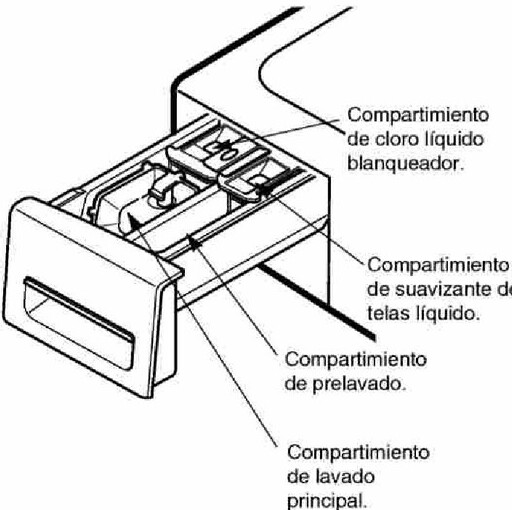 Compartimiento
de cloro líquido
blanqueador.
Compartimiento
de suavizante de
telas líquido.
Compartimiento
de prelavado.
Compartimiento
de lavado
principal.